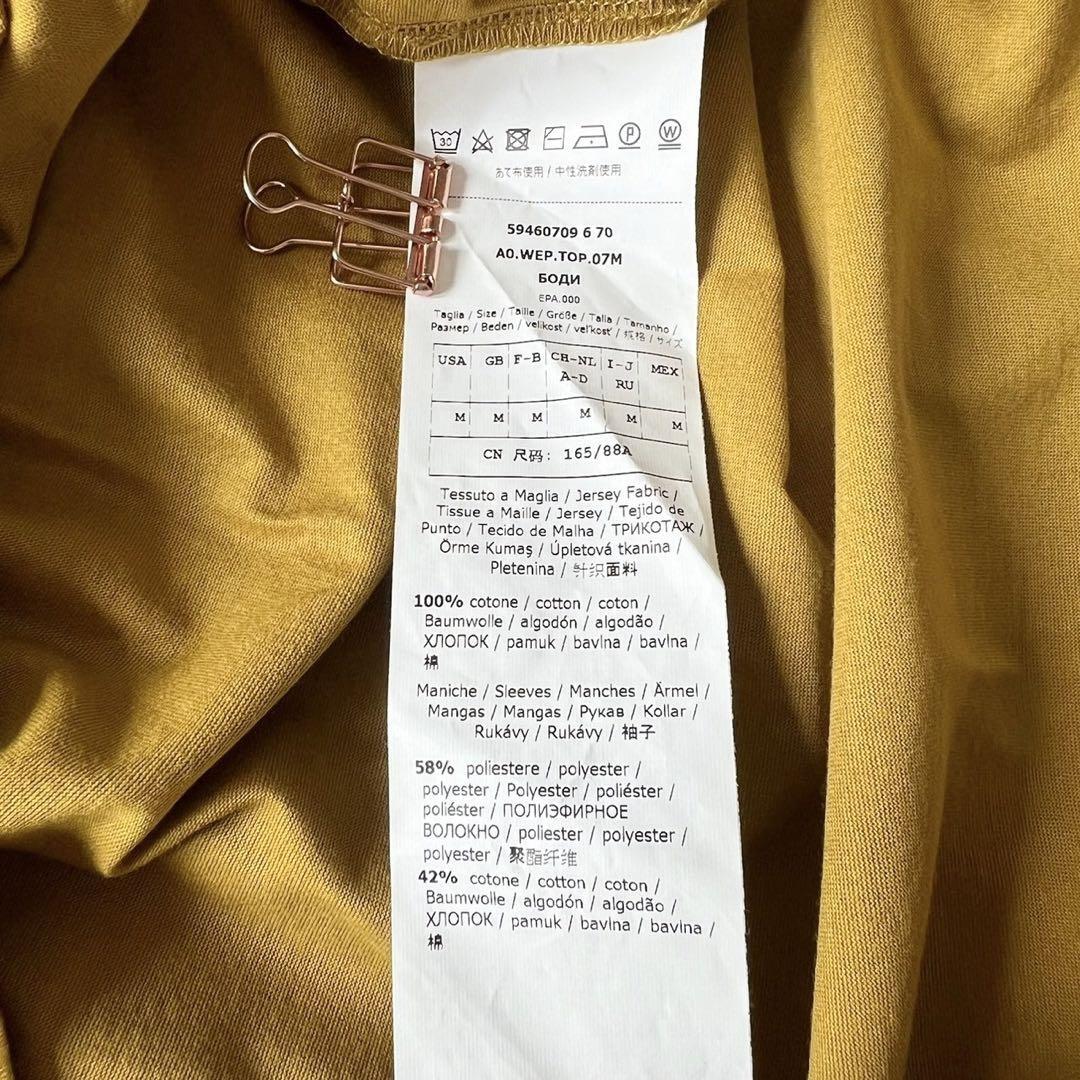 30 P W
あて布使用 / 中性洗剤使用
59460709 6 70
A0.WEP.TOP.07M
БОДИ
EPA.000
Taglia / Size / Taille / Größe / Talla / Tamanho /
Размер / Beden / velikost / veľkosť / 规格 / サイズ
USA GB F-B CH-NL I-J MEX
A-D RU
M M M M M M
CN 尺码: 165/88A
Tessuto a Maglia / Jersey Fabric /
Tissue a Maille / Jersey / Tejido de
Punto / Tecido de Malha / ТРИКОТАЖ /
Örme Kumaş / Úpletová tkanina /
Pletenina / 针织面料
100% cotone / cotton / coton /
Baumwolle / algodón / algodão /
ХЛОПОК / pamuk / bavlna / bavlna /
棉
Maniche / Sleeves / Manches / Ärmel /
Mangas / Mangas / Рукав / Kollar /
Rukávy / Rukávy / 袖子
58% poliestere / polyester /
polyester / Polyester / poliéster /
poliéster / ПОЛИЭФИРНОЕ
ВОЛОКНО / poliester / polyester /
polyester / 聚酯纤维
42% cotone / cotton / coton /
Baumwolle / algodón / algodão /
ХЛОПОК / pamuk / bavlna / bavlna /
棉